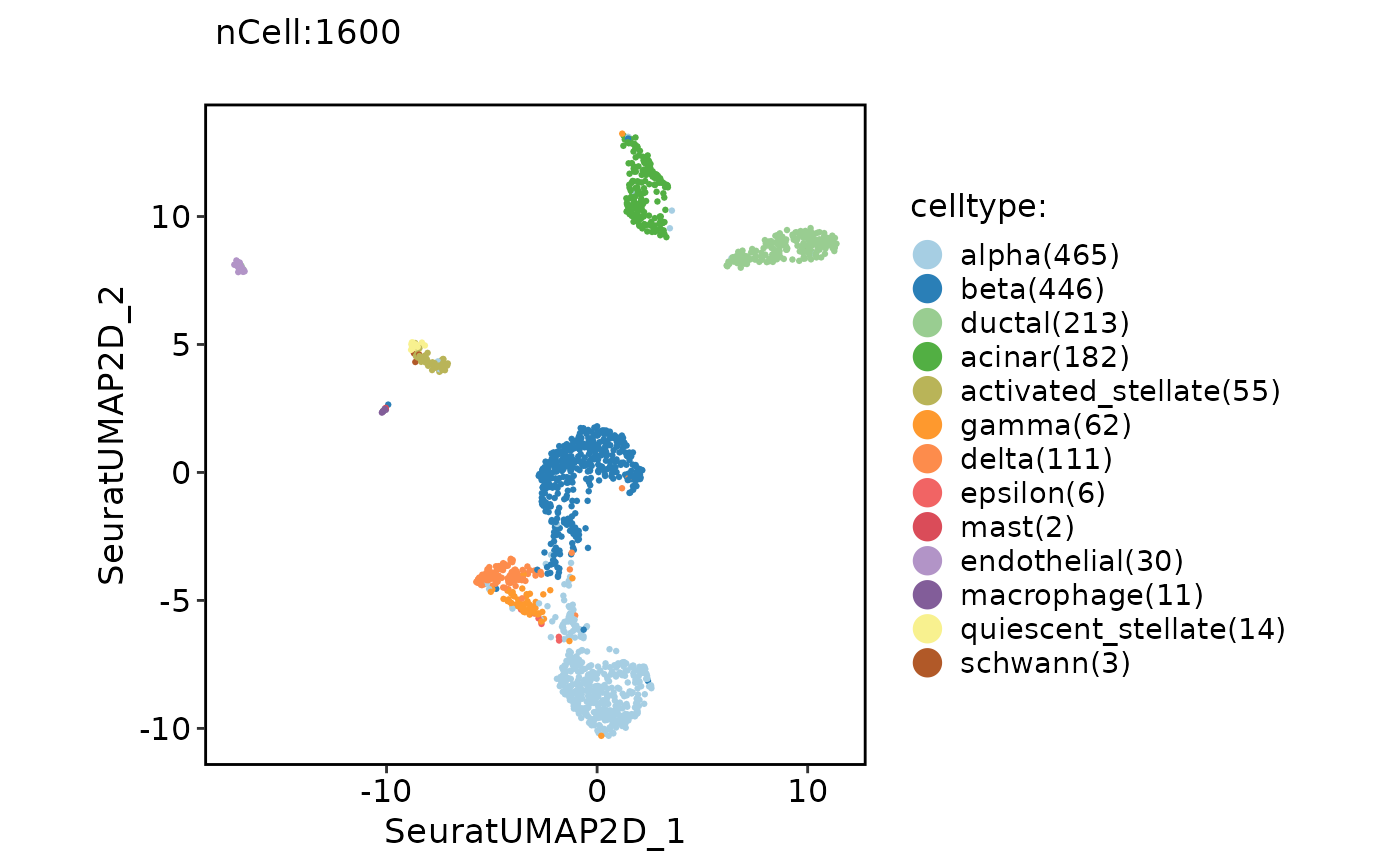 nCell:1600
SeuratUMAP2D_2
10
5
0
-5
-10
-10
0
10
SeuratUMAP2D_1
celltype:
alpha(465)
beta(446)
ductal(213)
acinar(182)
activated_stellate(55)
gamma(62)
delta(111)
epsilon(6)
mast(2)
endothelial(30)
macrophage(11)
quiescent_stellate(14)
schwann(3)